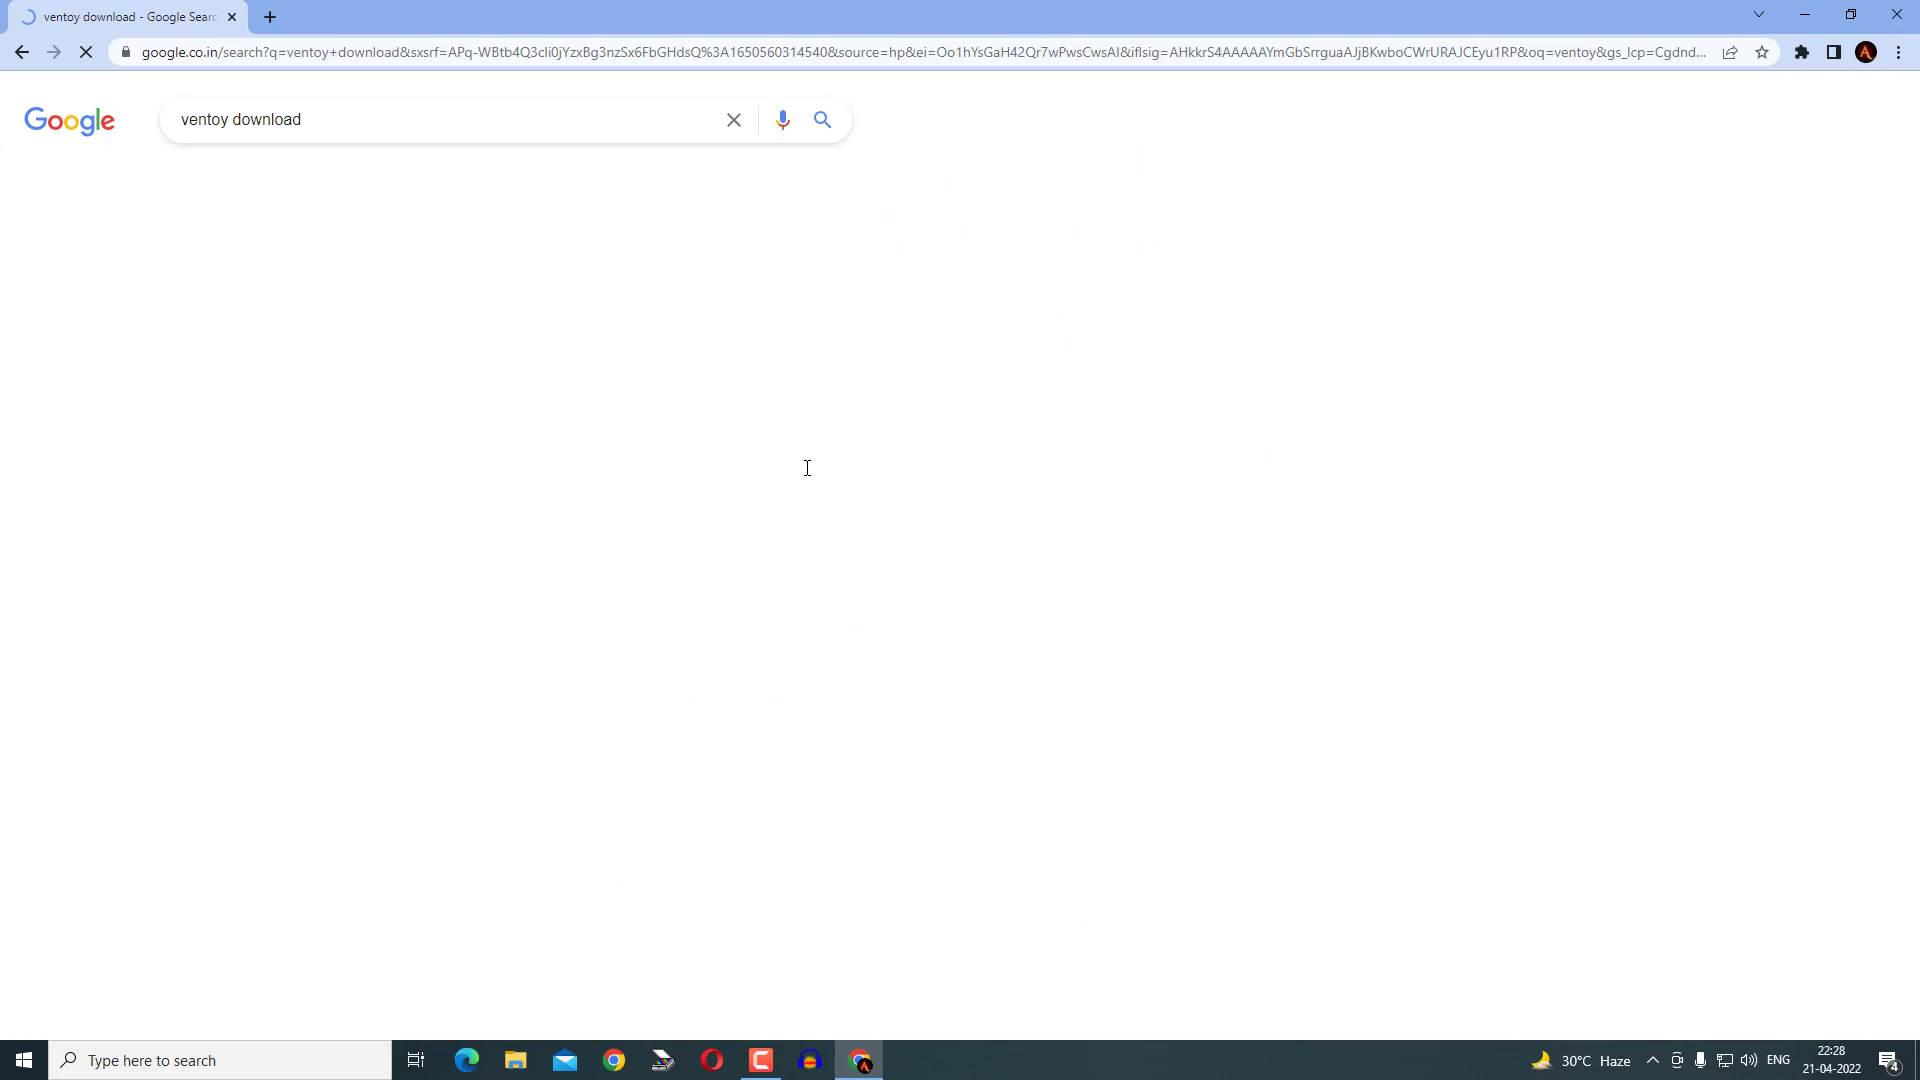 ventoy download - Google Searc
google.co.in/search?q=ventoy+download&sxsrf=APq-WBtb4Q3cli0jYzxBg3nzSx6FbGHdsQ%3A1650560314540&source=hp&ei=Oo1hYsGaH42Qr7wPwsCwsAI&iflsig=AHkkrS4AAAAAYmGbSrrguaAJjBKwboCWrURAJCEyu1RP&oq=ventoy&gs_lcp=Cgdnd...
Google
ventoy download
Type here to search
30°C Haze
ENG
22:28
21-04-2022
4